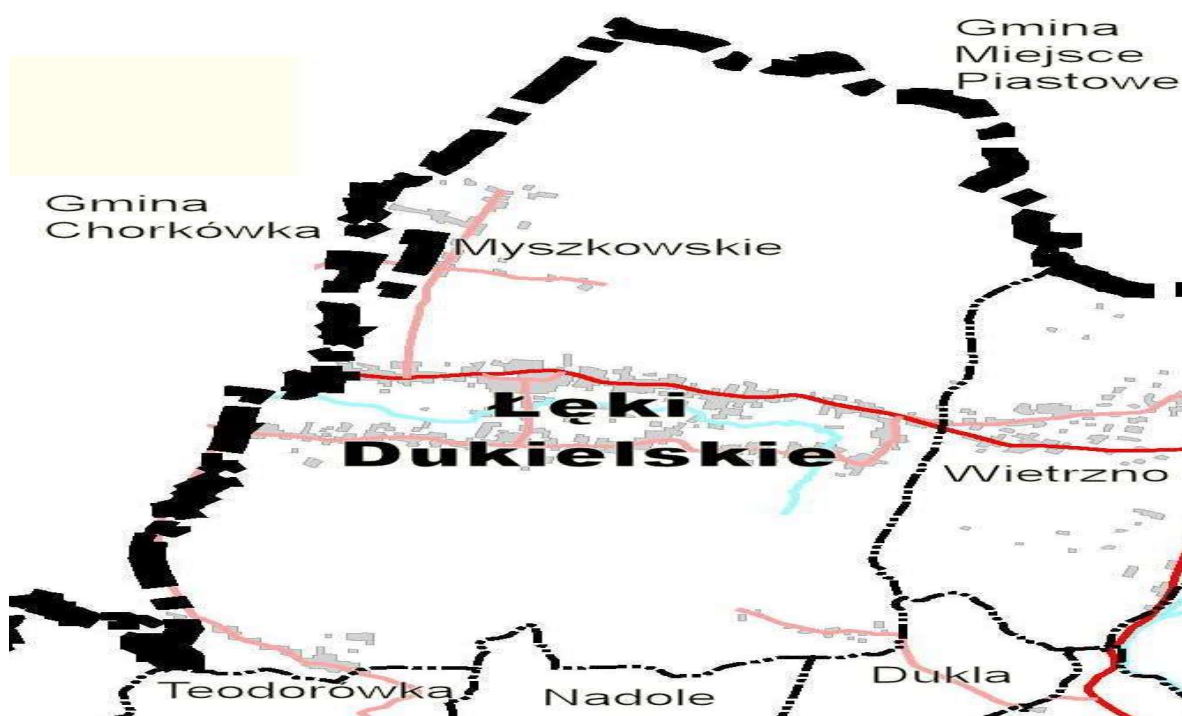 Gmina
Miejsce
Piastowe
Gmina
Chorkówka
Myszkowskie
Łęki
Dukielskie
Wietrzno
Teodorówka
Nadole
Dukla